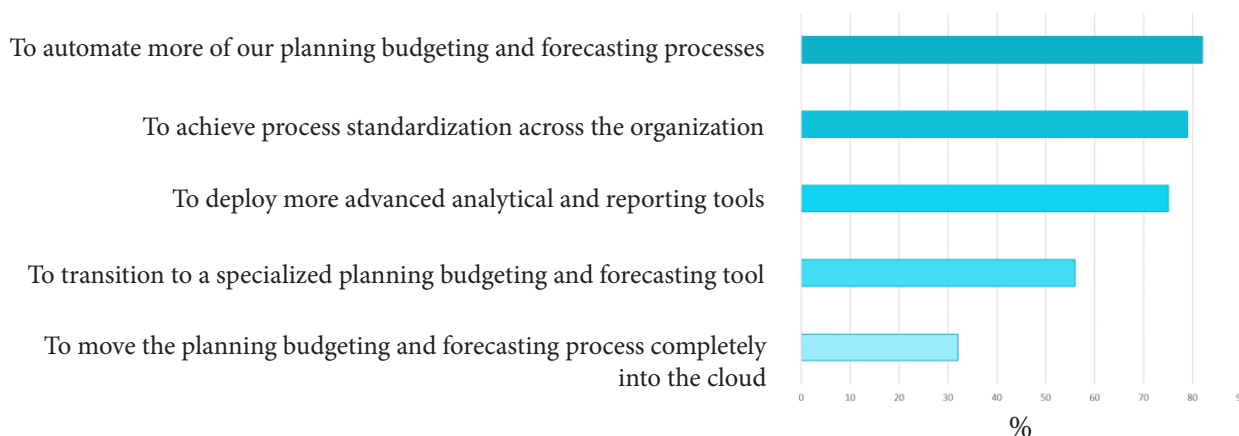 To automate more of our planning budgeting and forecasting processes
To achieve process standardization across the organization
To deploy more advanced analytical and reporting tools
To transition to a specialized planning budgeting and forecasting tool
To move the planning budgeting and forecasting process completely
into the cloud
0 10 20 30 40 50 60 70 80 9
%